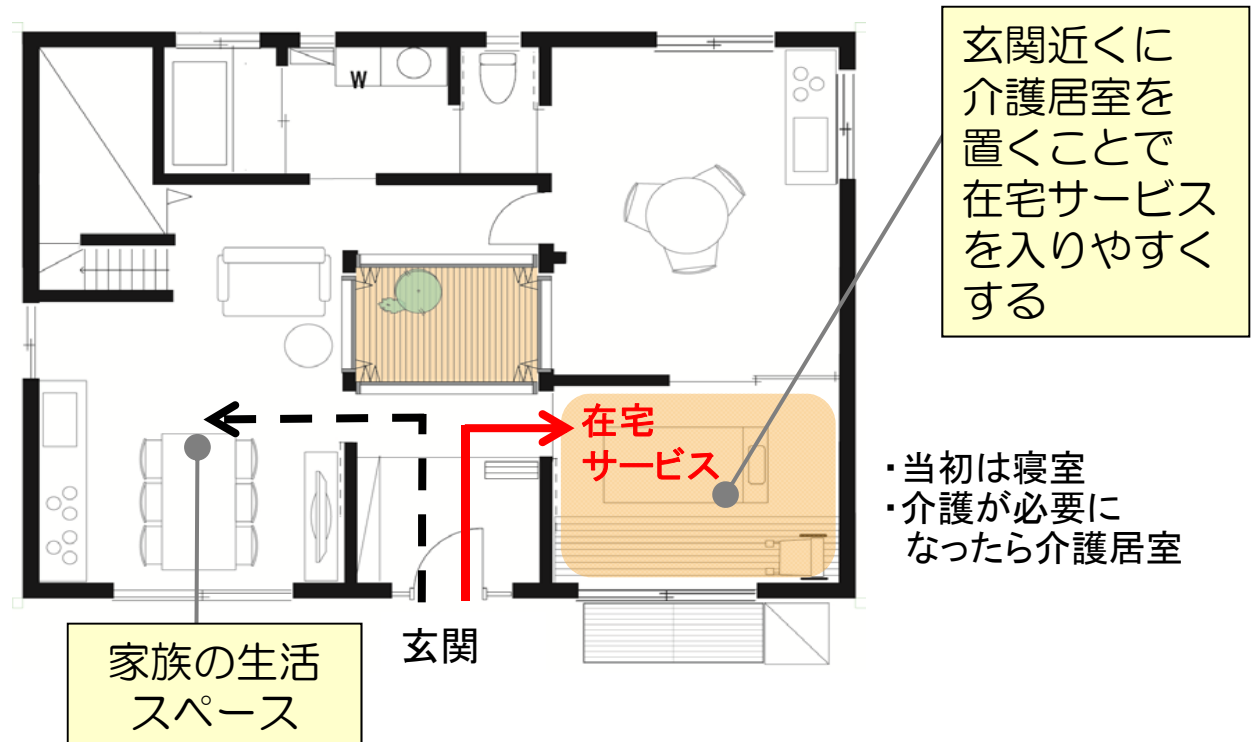 玄関近くに
介護居室を
置くことで
在宅サービス
を入りやすく
する
W
在宅
サービス
・当初は寝室
・介護が必要に
なったら介護居室
玄関
家族の生活
スペース